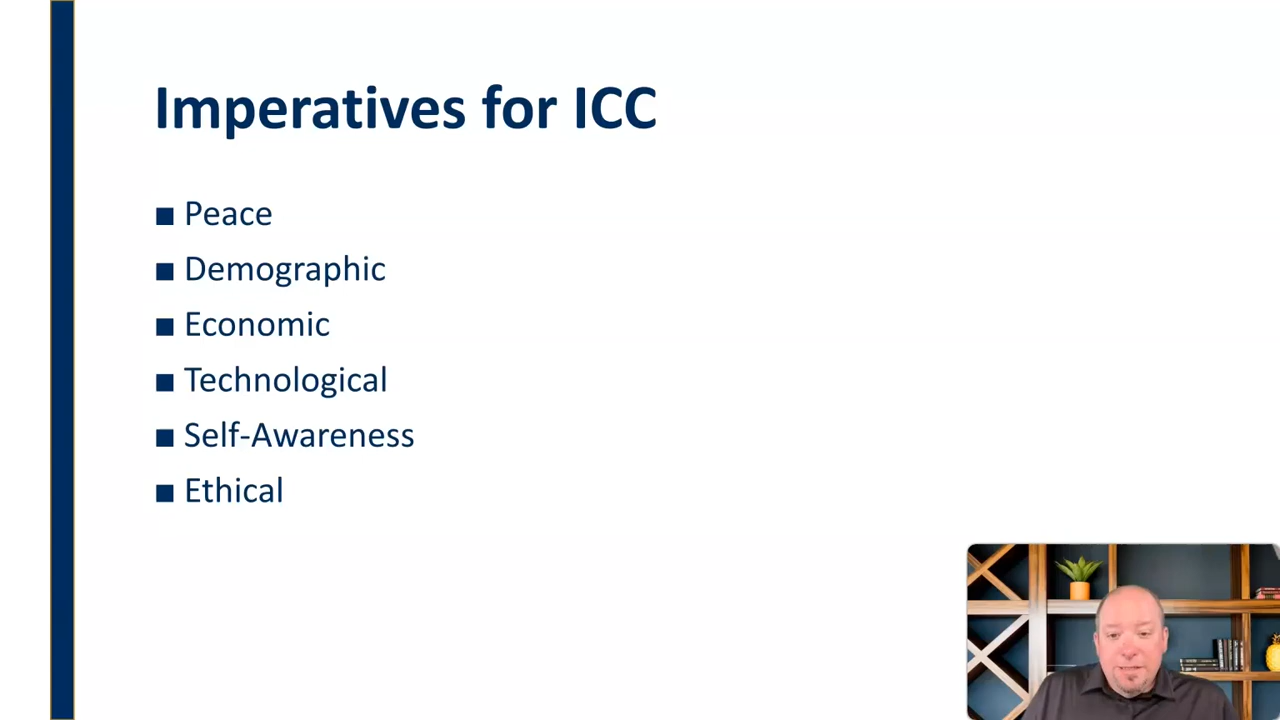 Imperatives for ICC
■ Peace
■ Demographic
■ Economic
■ Technological
■ Self-Awareness
■ Ethical